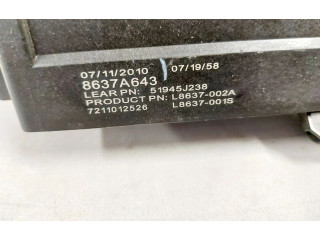 07/11/2010 07/19/58
8637A643
LEAR PN: 51945J238
PRODUCT PN: L8637-002A
7211012526 L8637-001S